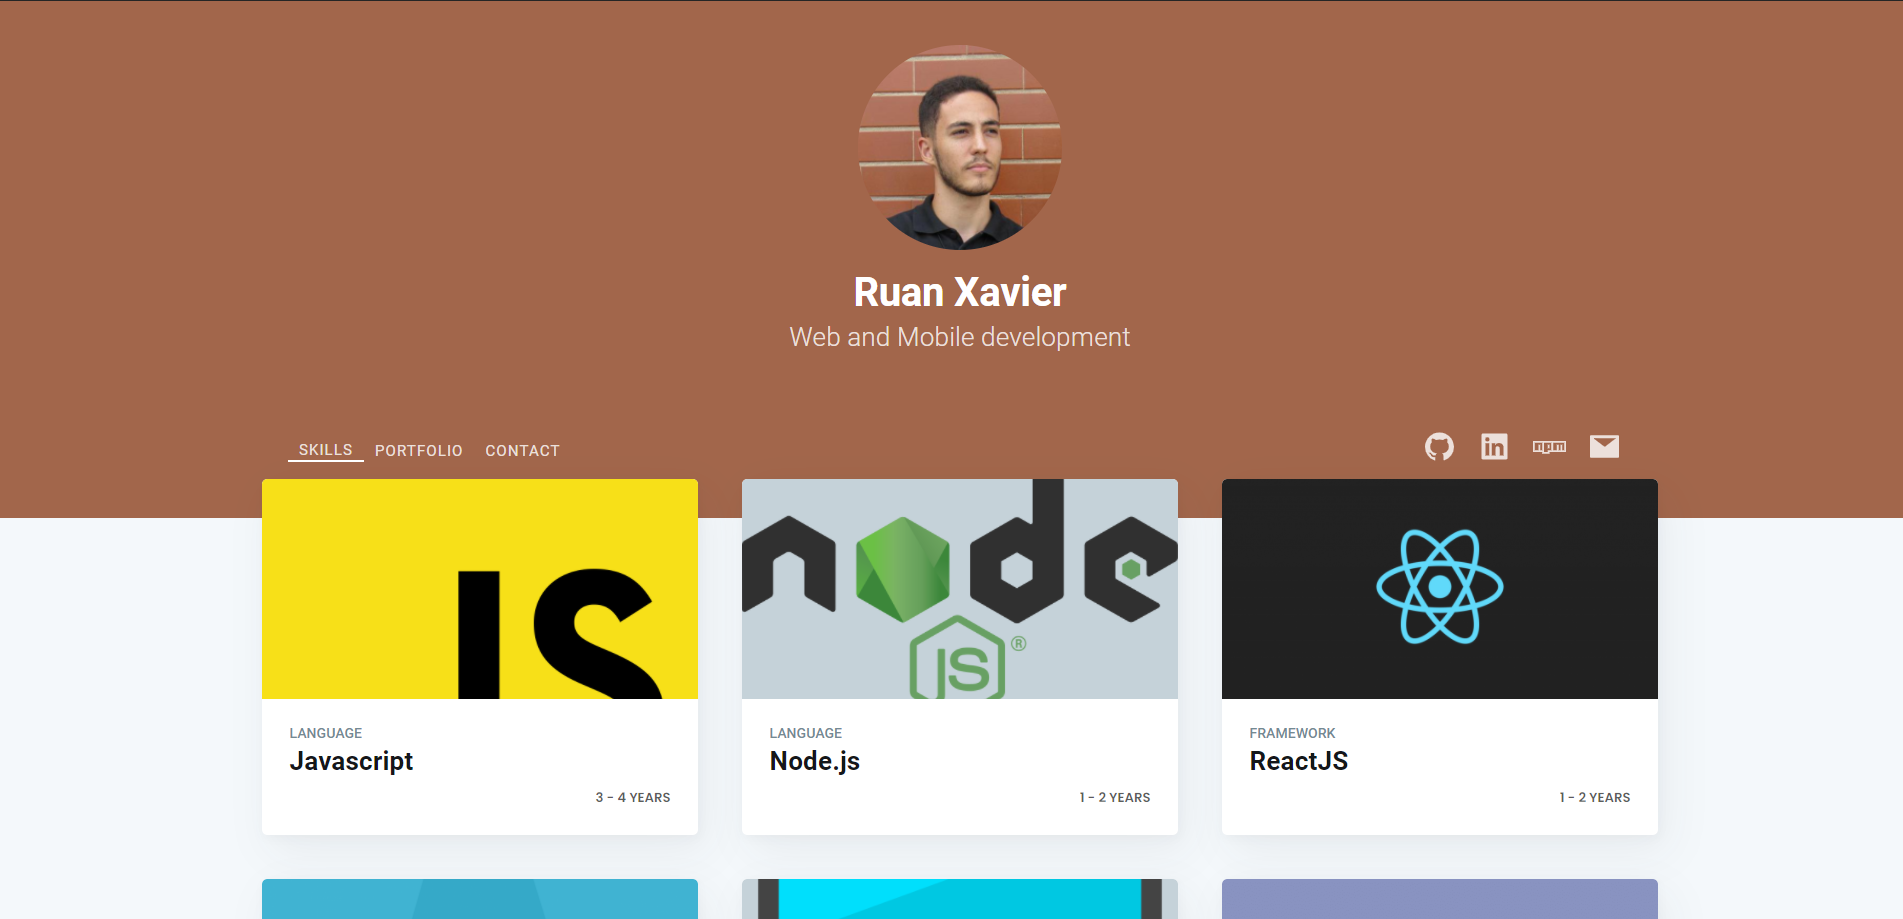 Ruan Xavier
Web and Mobile development
SKILLS PORTFOLIO CONTACT
in npm
JS
node
JS ®
LANGUAGE
Javascript
3 - 4 YEARS
LANGUAGE
Node.js
1 - 2 YEARS
FRAMEWORK
ReactJS
1 - 2 YEARS